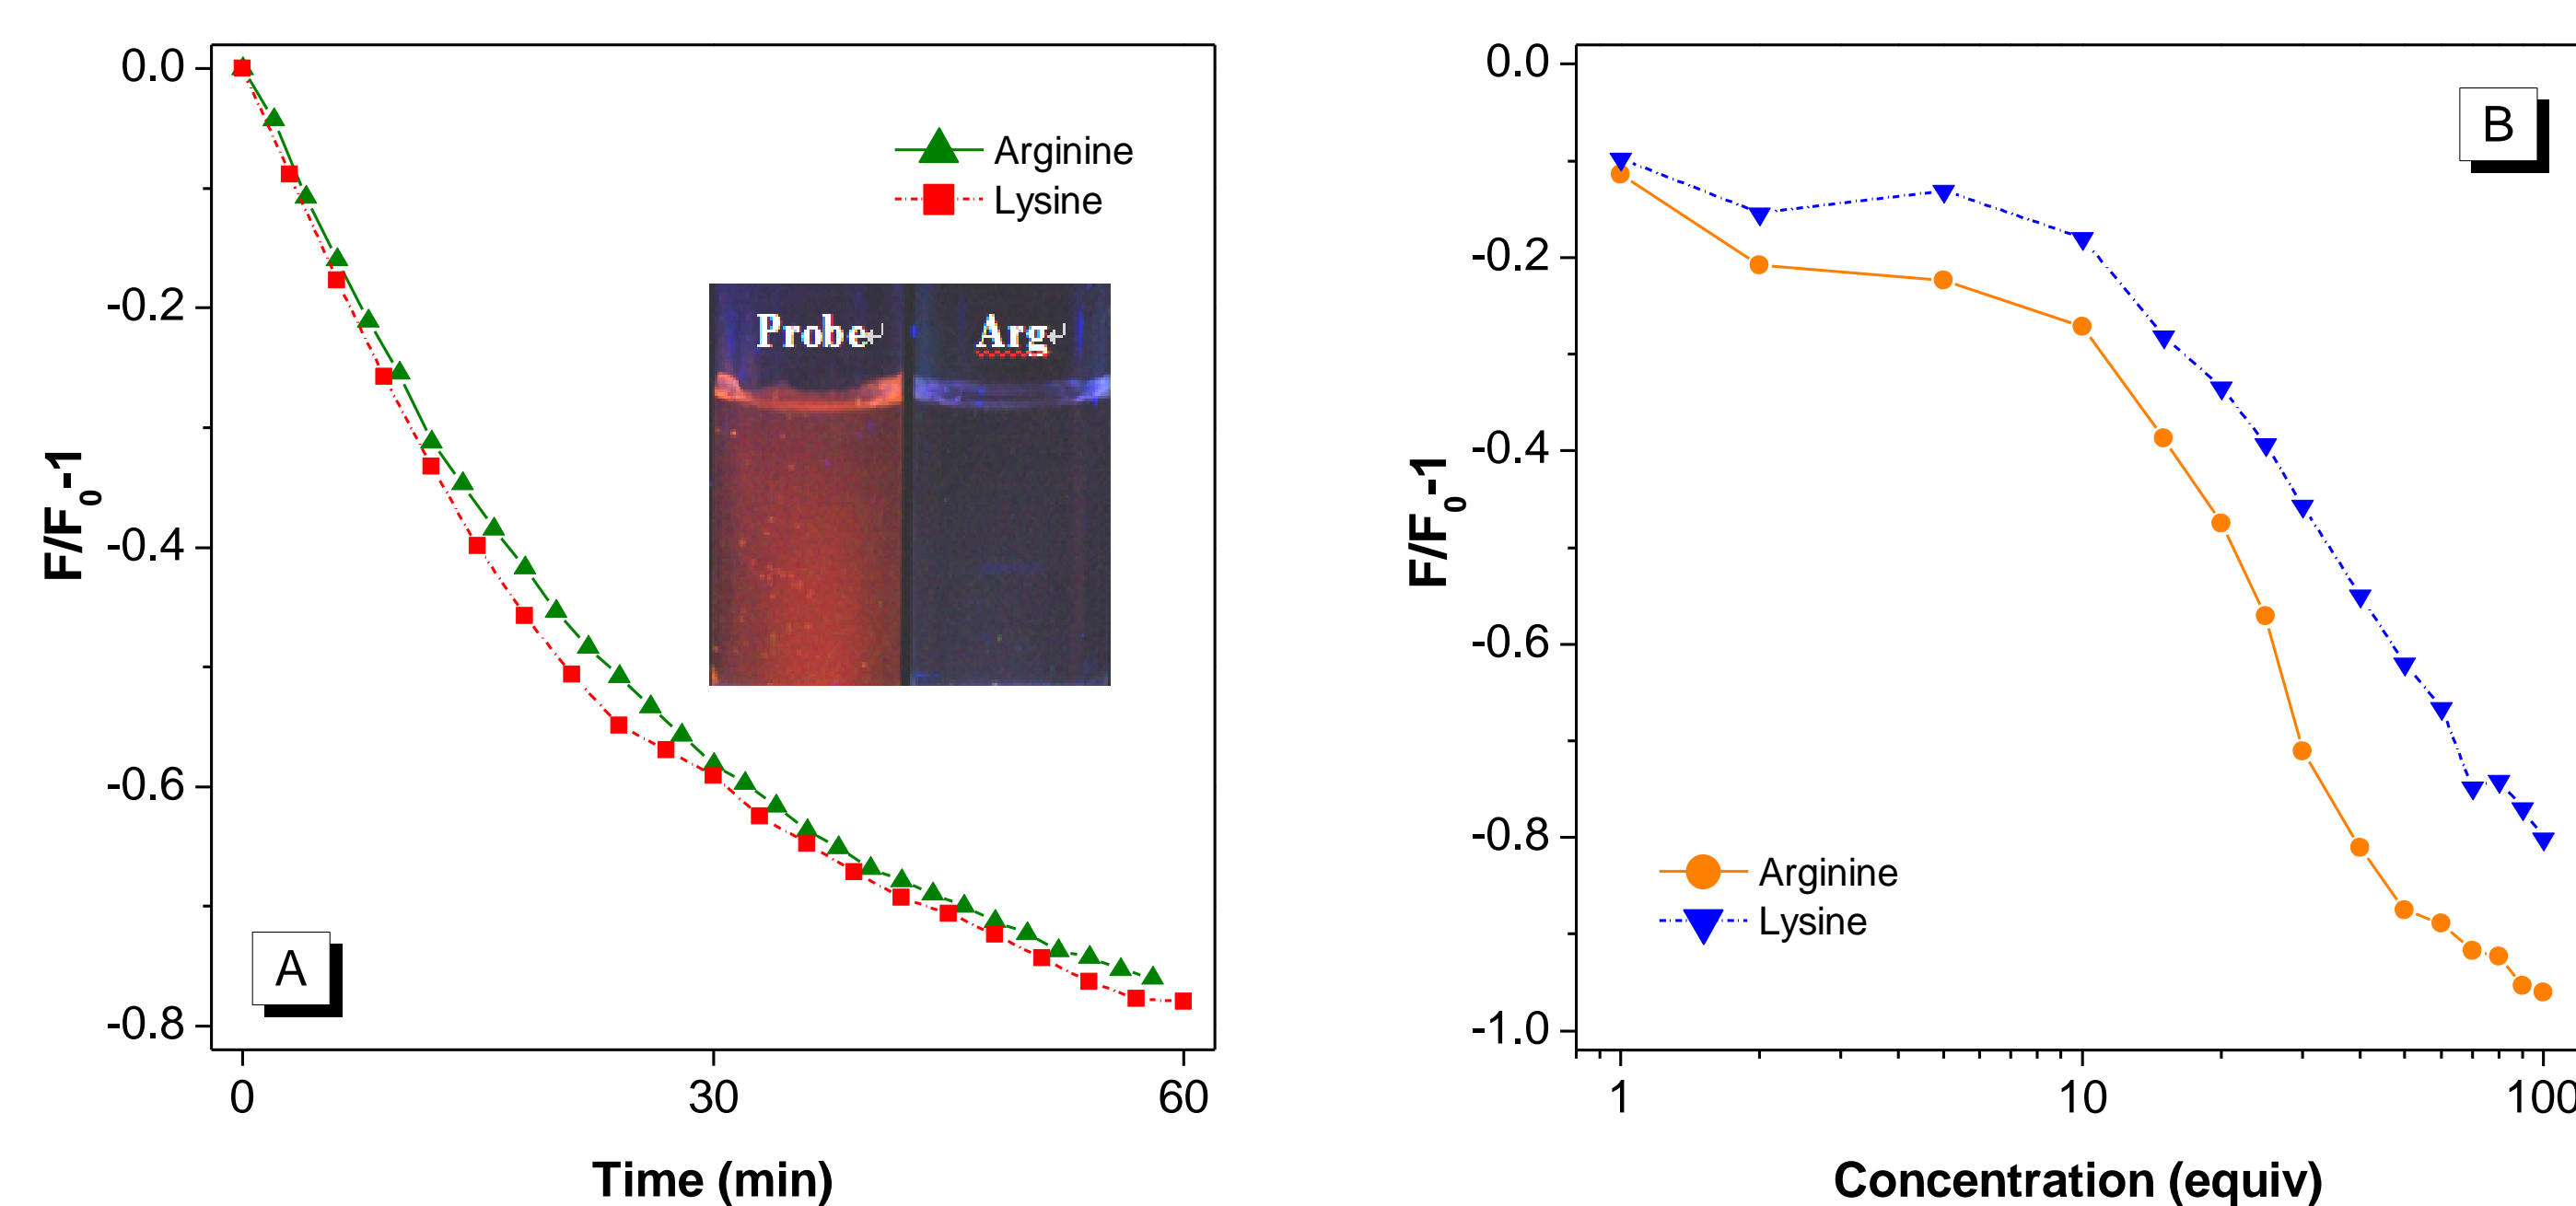 0.0
-0.2
-0.4
-0.6
-0.8
F/F0-1
Arginine
Lysine
Probe
Arg
A
0
30
60
Time (min)
0.0
-0.2
-0.4
-0.6
-0.8
-1.0
F/F0-1
B
Arginine
Lysine
1
10
100
Concentration (equiv)